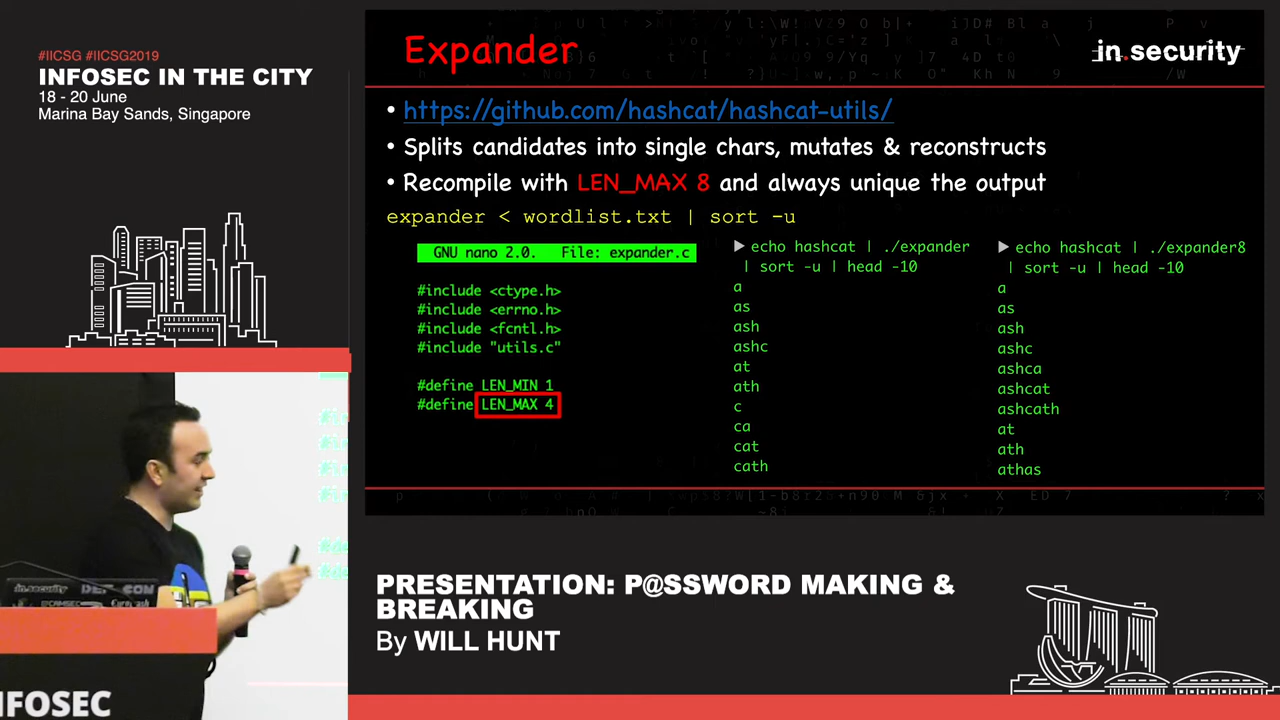 #IICSG #IICSG2019
INFOSEC IN THE CITY
18 - 20 June
Marina Bay Sands, Singapore
Expander
in.security
• https://github.com/hashcat/hashcat-utils/
• Splits candidates into single chars, mutates & reconstructs
• Recompile with LEN_MAX 8 and always unique the output
expander < wordlist.txt | sort -u
GNU nano 2.0. File: expander.c
#include <ctype.h>
#include <errno.h>
#include <fcntl.h>
#include "utils.c"
#define LEN_MIN 1
#define LEN_MAX 4
▶ echo hashcat | ./expander
| sort -u | head -10
a
as
ash
ashc
at
ath
c
ca
cat
cath
▶ echo hashcat | ./expander8
| sort -u | head -10
a
as
ash
ashc
ashca
ashcat
ashcath
at
ath
athas
in.security DEF CON
NFOSEC
PRESENTATION: P@SSWORD MAKING &
BREAKING
By WILL HUNT